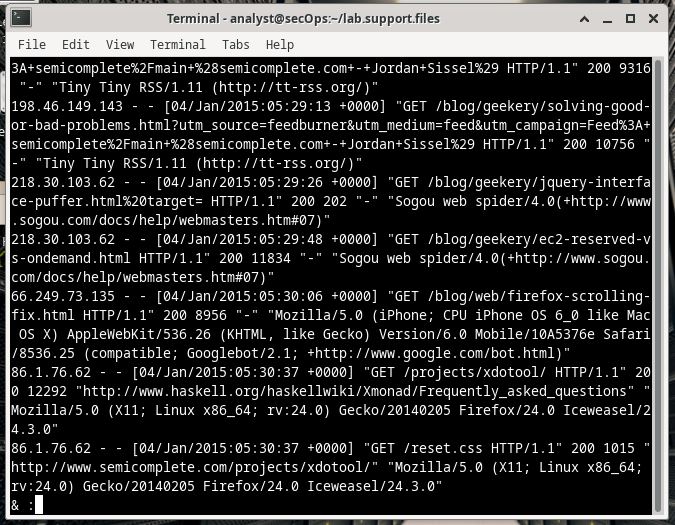 Terminal - analyst@secOps:~/lab.support.files
File Edit View Terminal Tabs Help
3A+semicomplete%2Fmain+%28semicomplete.com+-+Jordan+Sissel%29 HTTP/1.1" 200 9316
 "-" "Tiny Tiny RSS/1.11 (http://tt-rss.org/)"
198.46.149.143 - - [04/Jan/2015:05:29:13 +0000] "GET /blog/geekery/solving-good-
or-bad-problems.html?utm_source=feedburner&utm_medium=feed&utm_campaign=Feed%3A+
semicomplete%2Fmain+%28semicomplete.com+-+Jordan+Sissel%29 HTTP/1.1" 200 10756 "
-" "Tiny Tiny RSS/1.11 (http://tt-rss.org/)"
218.30.103.62 - - [04/Jan/2015:05:29:26 +0000] "GET /blog/geekery/jquery-interfa
ce-puffer.html%20target= HTTP/1.1" 200 202 "-" "Sogou web spider/4.0(+http://www
.sogou.com/docs/help/webmasters.htm#07)"
218.30.103.62 - - [04/Jan/2015:05:29:48 +0000] "GET /blog/geekery/ec2-reserved-v
s-ondemand.html HTTP/1.1" 200 11834 "-" "Sogou web spider/4.0(+http://www.sogou.
com/docs/help/webmasters.htm#07)"
66.249.73.135 - - [04/Jan/2015:05:30:06 +0000] "GET /blog/web/firefox-scrolling-
fix.html HTTP/1.1" 200 8956 "-" "Mozilla/5.0 (iPhone; CPU iPhone OS 6_0 like Mac
 OS X) AppleWebKit/536.26 (KHTML, like Gecko) Version/6.0 Mobile/10A5376e Safari
/8536.25 (compatible; Googlebot/2.1; +http://www.google.com/bot.html)"
86.1.76.62 - - [04/Jan/2015:05:30:37 +0000] "GET /projects/xdotool/ HTTP/1.1" 20
0 12292 "http://www.haskell.org/haskellwiki/Xmonad/Frequently_asked_questions" "
Mozilla/5.0 (X11; Linux x86_64; rv:24.0) Gecko/20140205 Firefox/24.0 Iceweasel/2
4.3.0"
86.1.76.62 - - [04/Jan/2015:05:30:37 +0000] "GET /reset.css HTTP/1.1" 200 1015 "
http://www.semicomplete.com/projects/xdotool/" "Mozilla/5.0 (X11; Linux x86_64;
rv:24.0) Gecko/20140205 Firefox/24.0 Iceweasel/24.3.0"
& :